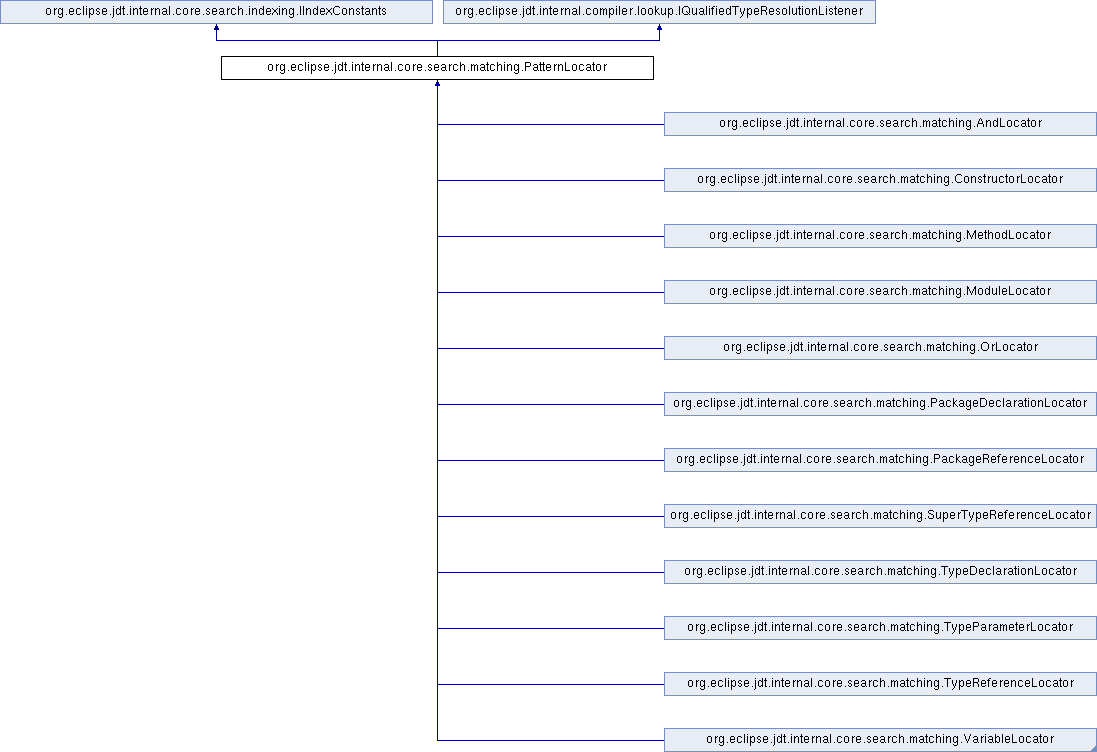 org.eclipse.jdt.internal.core.search.indexing.IIndexConstants
org.eclipse.jdt.internal.compiler.lookup.IQualifiedTypeResolutionListener
org.eclipse.jdt.internal.core.search.matching.PatternLocator
org.eclipse.jdt.internal.core.search.matching.AndLocator
org.eclipse.jdt.internal.core.search.matching.ConstructorLocator
org.eclipse.jdt.internal.core.search.matching.MethodLocator
org.eclipse.jdt.internal.core.search.matching.ModuleLocator
org.eclipse.jdt.internal.core.search.matching.OrLocator
org.eclipse.jdt.internal.core.search.matching.PackageDeclarationLocator
org.eclipse.jdt.internal.core.search.matching.PackageReferenceLocator
org.eclipse.jdt.internal.core.search.matching.SuperTypeReferenceLocator
org.eclipse.jdt.internal.core.search.matching.TypeDeclarationLocator
org.eclipse.jdt.internal.core.search.matching.TypeParameterLocator
org.eclipse.jdt.internal.core.search.matching.TypeReferenceLocator
org.eclipse.jdt.internal.core.search.matching.VariableLocator